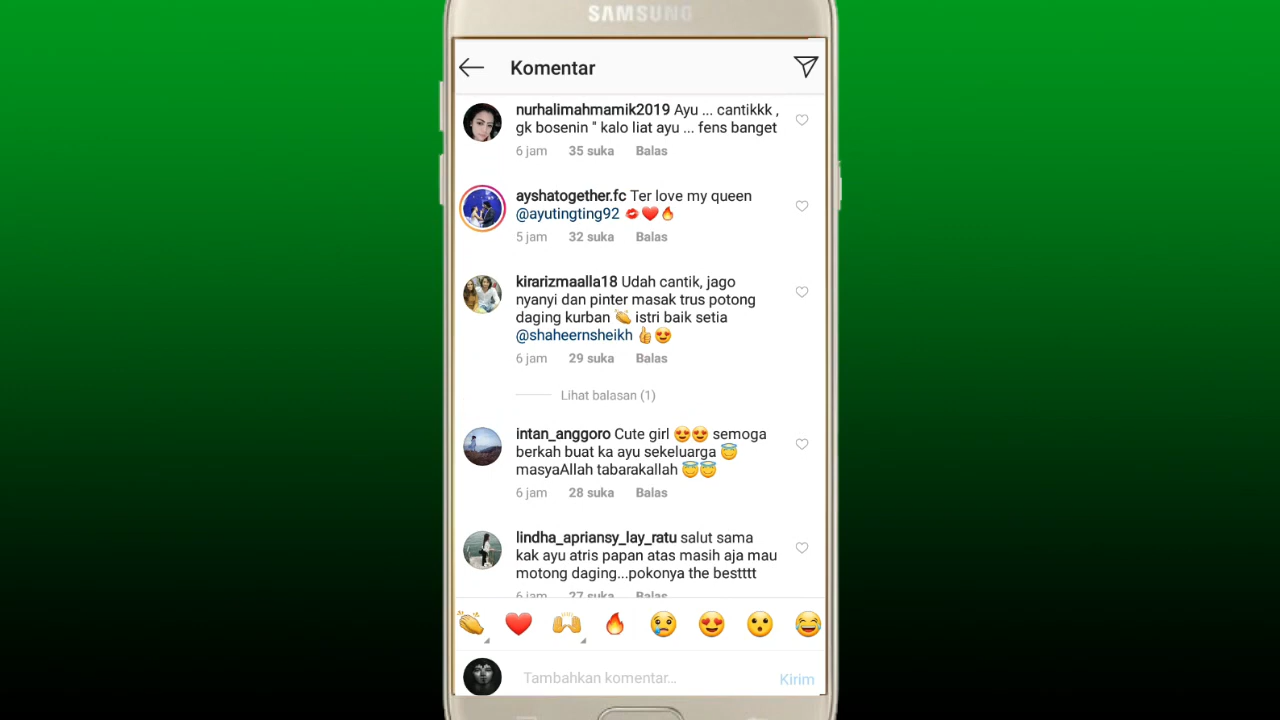 SAMSUNG
Komentar
nurhalimahmamik2019 Ayu ... cantikkk ,
gk bosenin " kalo liat ayu ... fens banget
6 jam 35 suka Balas
ayshatogether.fc Ter love my queen
@ayutingting92 💋❤️🔥
5 jam 32 suka Balas
kirarizmaalla18 Udah cantik, jago
nyanyi dan pinter masak trus potong
daging kurban 👏 istri baik setia
@shaheernsheikh 👍😍
6 jam 29 suka Balas
Lihat balasan (1)
intan_anggoro Cute girl 😍😍 semoga
berkah buat ka ayu sekeluarga 😇
masyaAllah tabarakallah 😇😇
6 jam 28 suka Balas
lindha_apriansy_lay_ratu salut sama
kak ayu atris papan atas masih aja mau
motong daging...pokonya the bestttt
6 jam 27 suka Balas
👏 ❤️ 🙌 🔥 😢 😍 😮 😂
Tambahkan komentar... Kirim